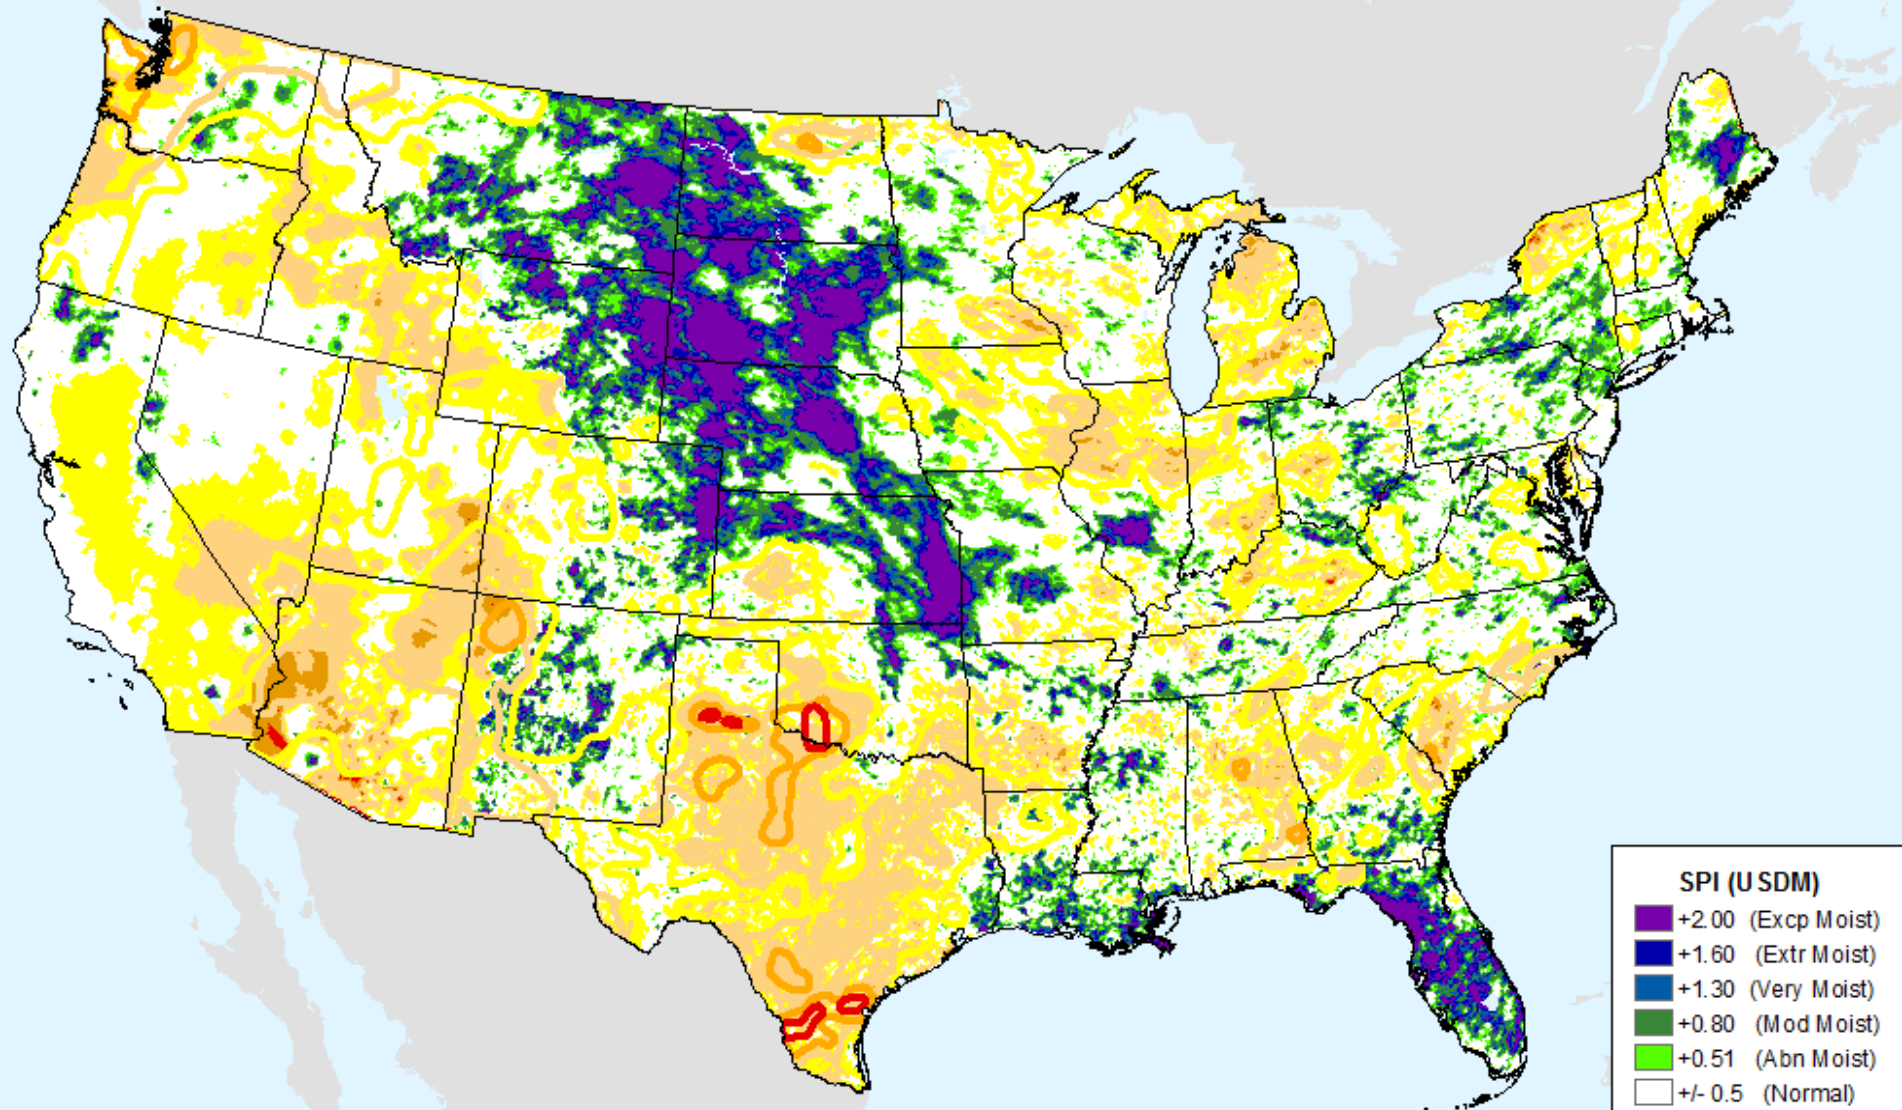 SPI (USDM)
+2.00 (Excp Moist)
+1.60 (Extr Moist)
+1.30 (Very Moist)
+0.80 (Mod Moist)
+0.51 (Abn Moist)
+/- 0.5 (Normal)